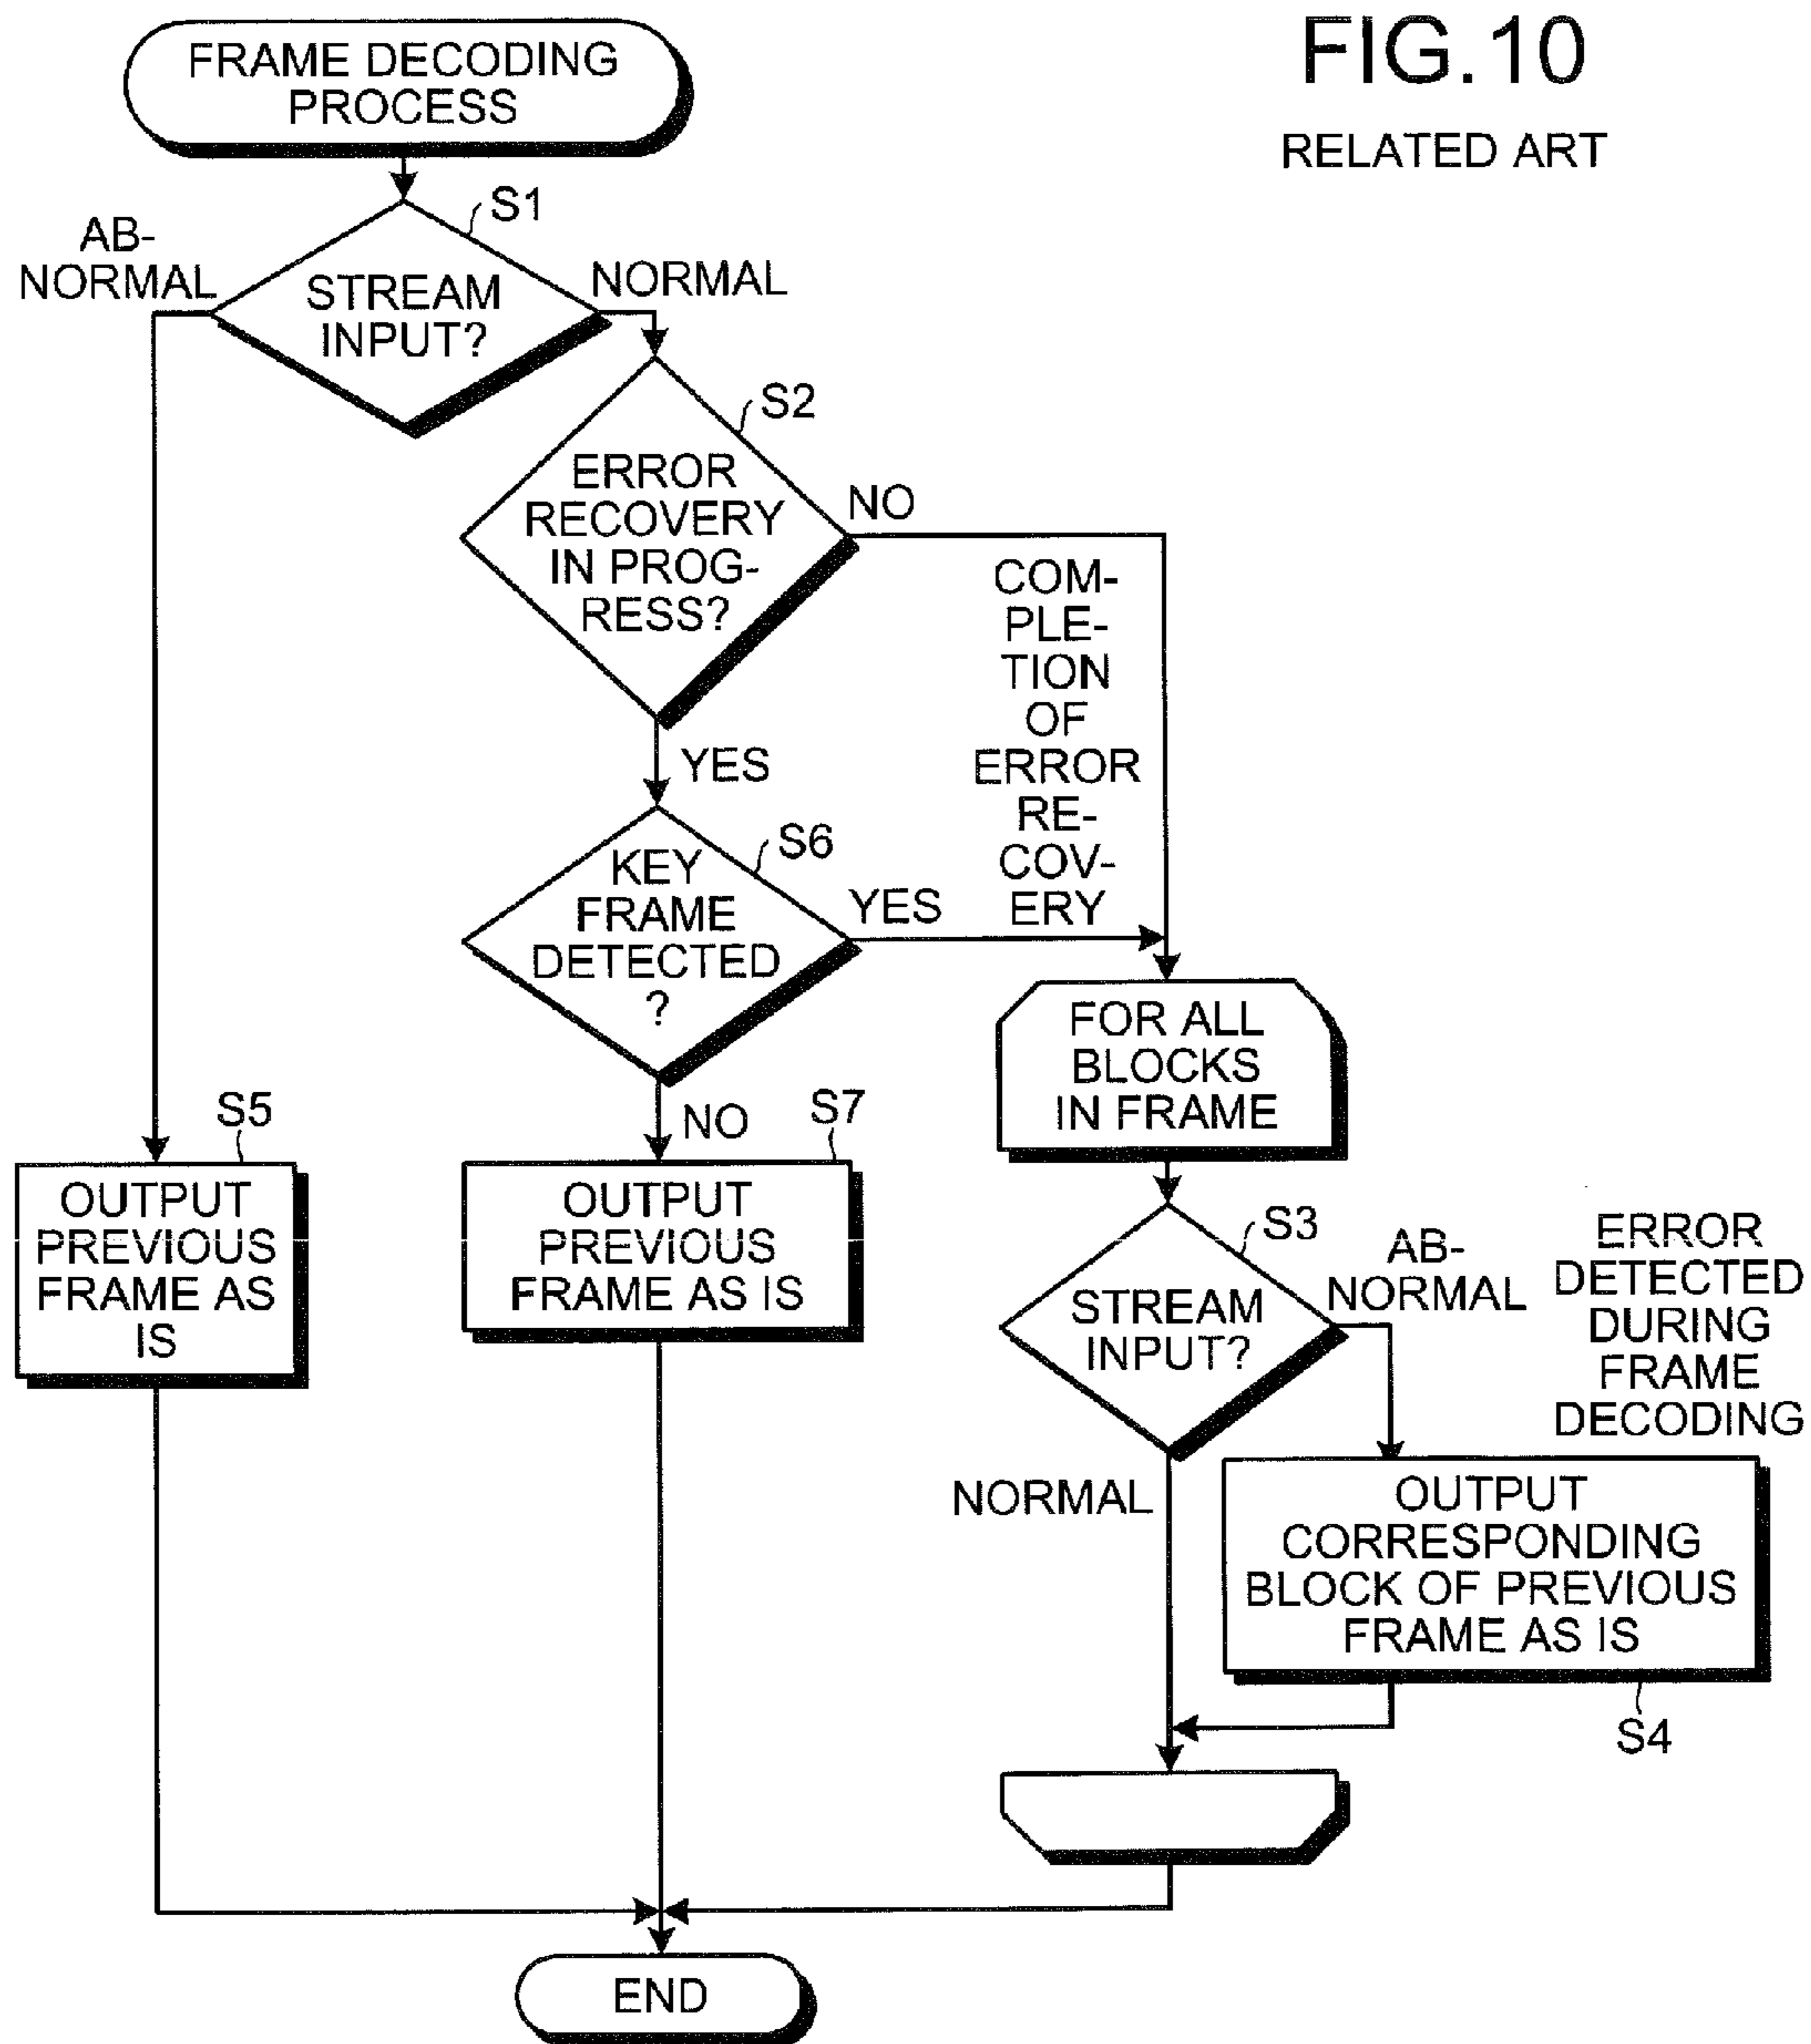 FIG.10
RELATED ART
FRAME DECODING
PROCESS
S1
AB-
NORMAL
STREAM
INPUT?
NORMAL
S2
ERROR
RECOVERY
IN PROG-
RESS?
NO
COM-
PLE-
TION
OF
ERROR
RE-
COV-
ERY
YES
S6
KEY
FRAME
DETECTED
?
YES
FOR ALL
BLOCKS
IN FRAME
S5
NO
S7
OUTPUT
PREVIOUS
FRAME AS
IS
OUTPUT
PREVIOUS
FRAME AS IS
S3
STREAM
INPUT?
AB-
NORMAL
ERROR
DETECTED
DURING
FRAME
DECODING
NORMAL
OUTPUT
CORRESPONDING
BLOCK OF PREVIOUS
FRAME AS IS
S4
END